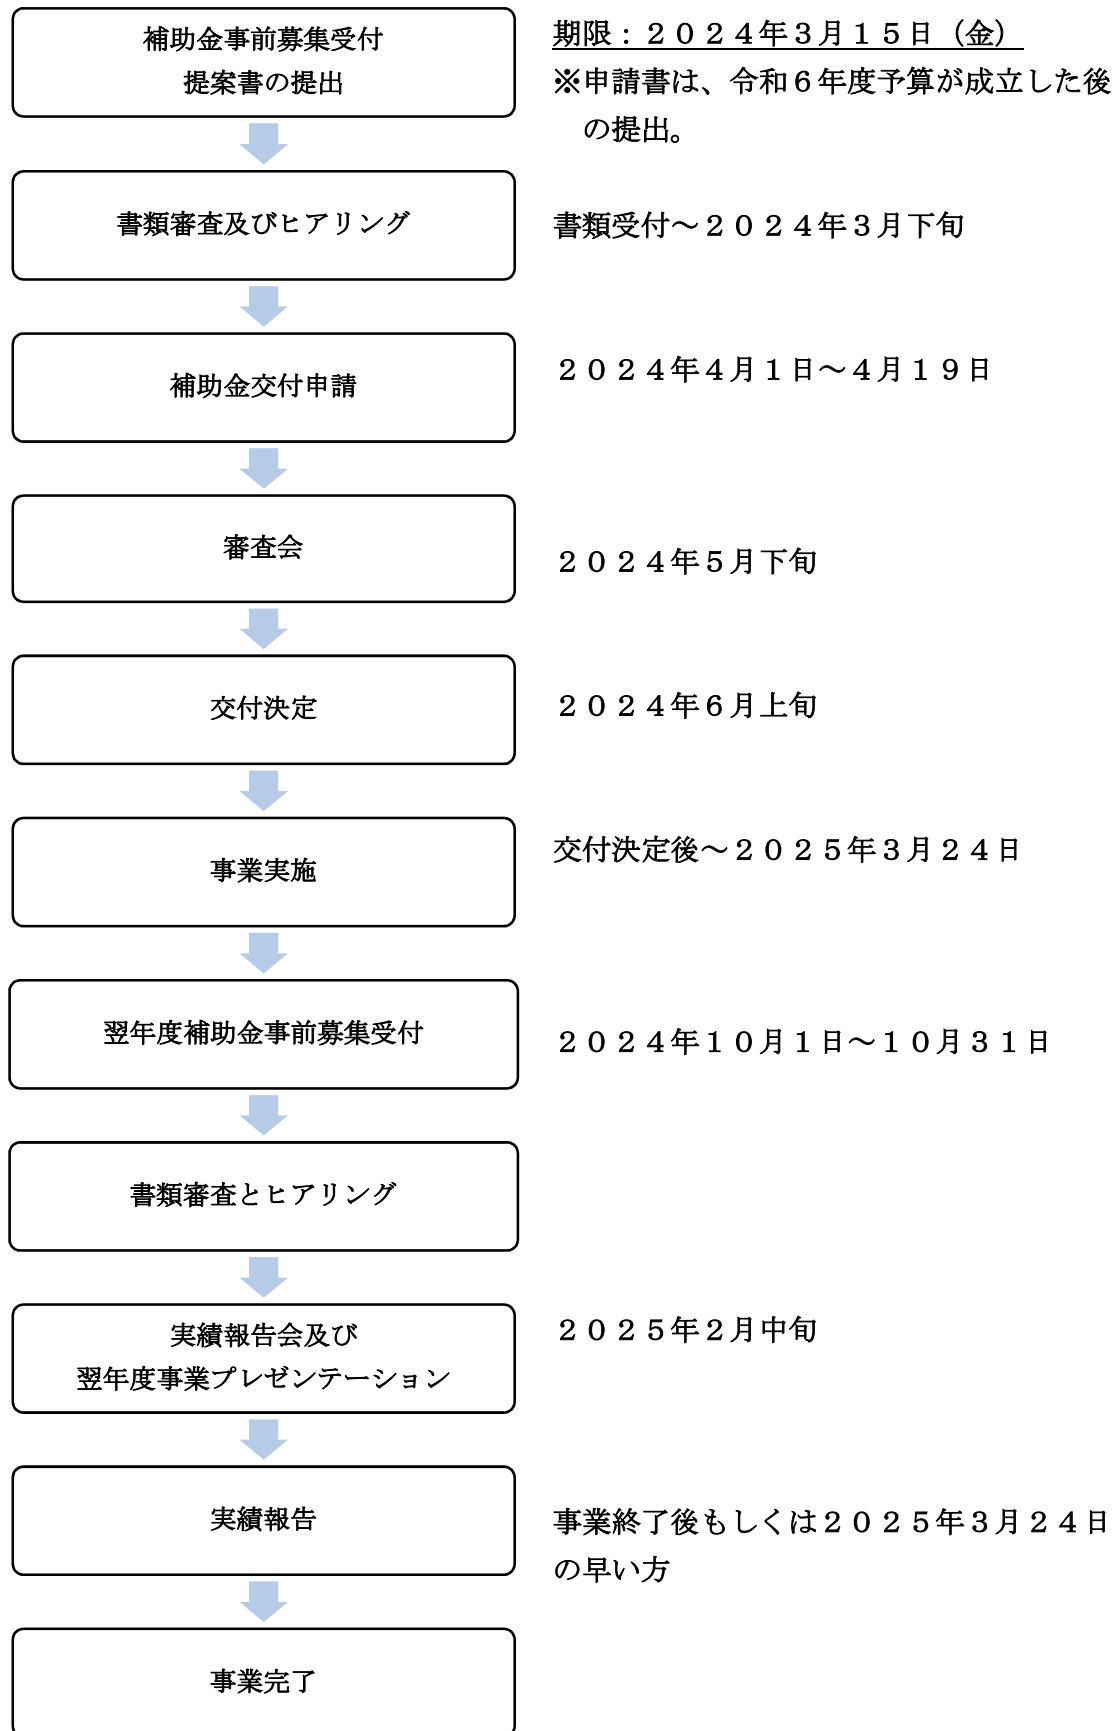 補助金事前募集受付
提案書の提出
期限：２０２４年３月１５日（金）
※申請書は、令和６年度予算が成立した後
の提出。
書類審査及びヒアリング
書類受付～２０２４年３月下旬
補助金交付申請
２０２４年４月１日～４月１９日
審査会
２０２４年５月下旬
交付決定
２０２４年６月上旬
事業実施
交付決定後～２０２５年３月２４日
翌年度補助金事前募集受付
２０２４年１０月１日～１０月３１日
書類審査とヒアリング
実績報告会及び
翌年度事業プレゼンテーション
２０２５年２月中旬
実績報告
事業終了後もしくは２０２５年３月２４日
の早い方
事業完了